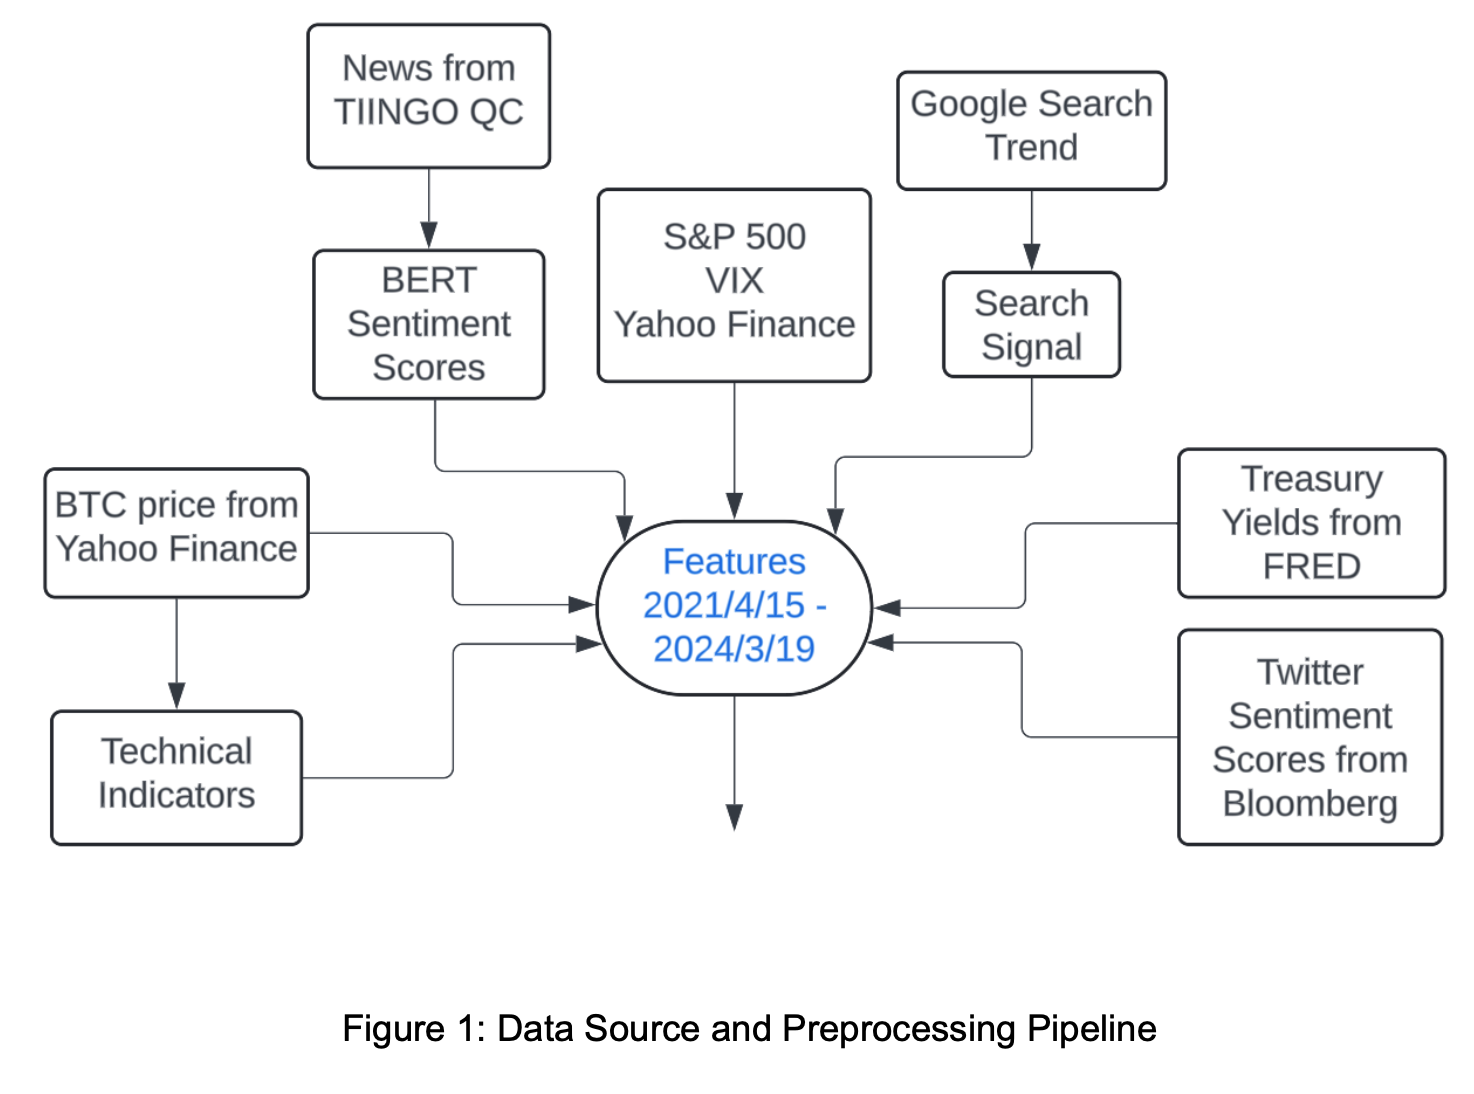 News from
TIINGO QC
Google Search
Trend
S&P 500
VIX
Yahoo Finance
BERT
Sentiment
Scores
Search
Signal
BTC price from
Yahoo Finance
Treasury
Yields from
FRED
Features
2021/4/15 -
2024/3/19
Technical
Indicators
Twitter
Sentiment
Scores from
Bloomberg
Figure 1: Data Source and Preprocessing Pipeline